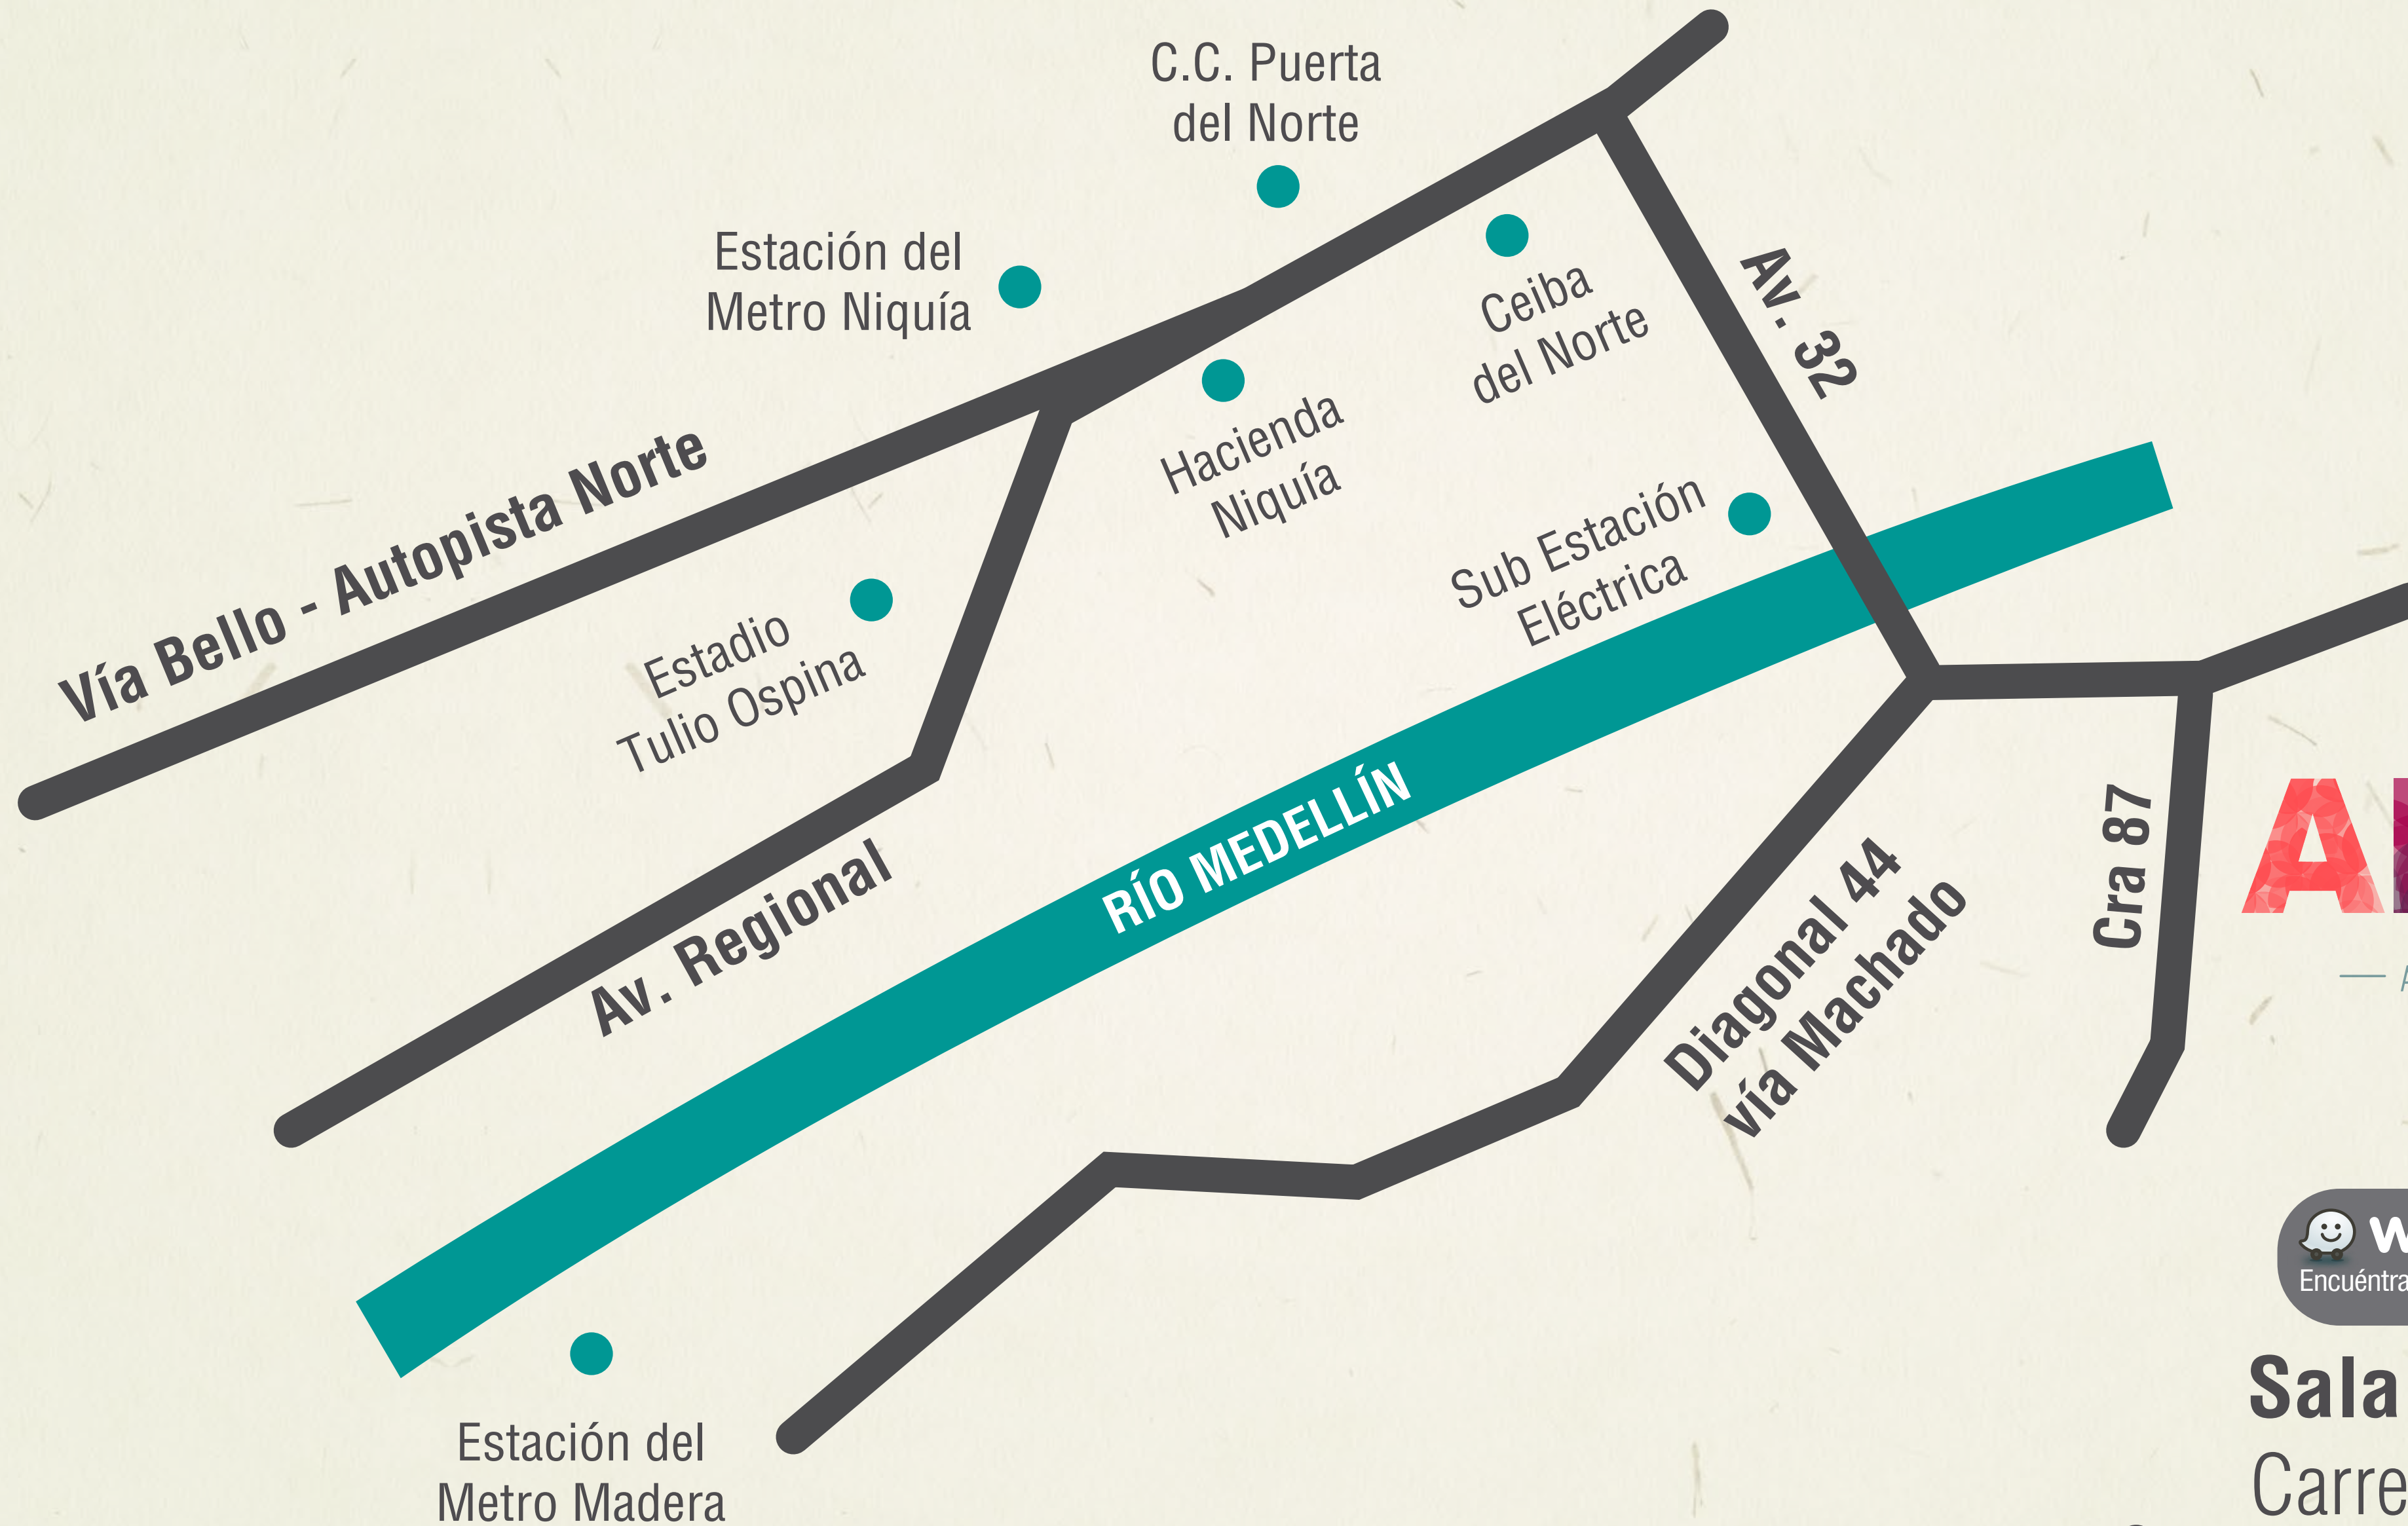 C.C. Puerta
del Norte
Estación del
Metro Niquía
Ceiba
del Norte
Av. 32
Hacienda
Niquía
Vía Bello - Autopista Norte
Sub Estación
Eléctrica
Estadio
Tulio Ospina
RÍO MEDELLÍN
Av. Regional
Diagonal 44
vía Machado
Cra 87
A
Encuéntra
Sala
Carre
Estación del
Metro Madera